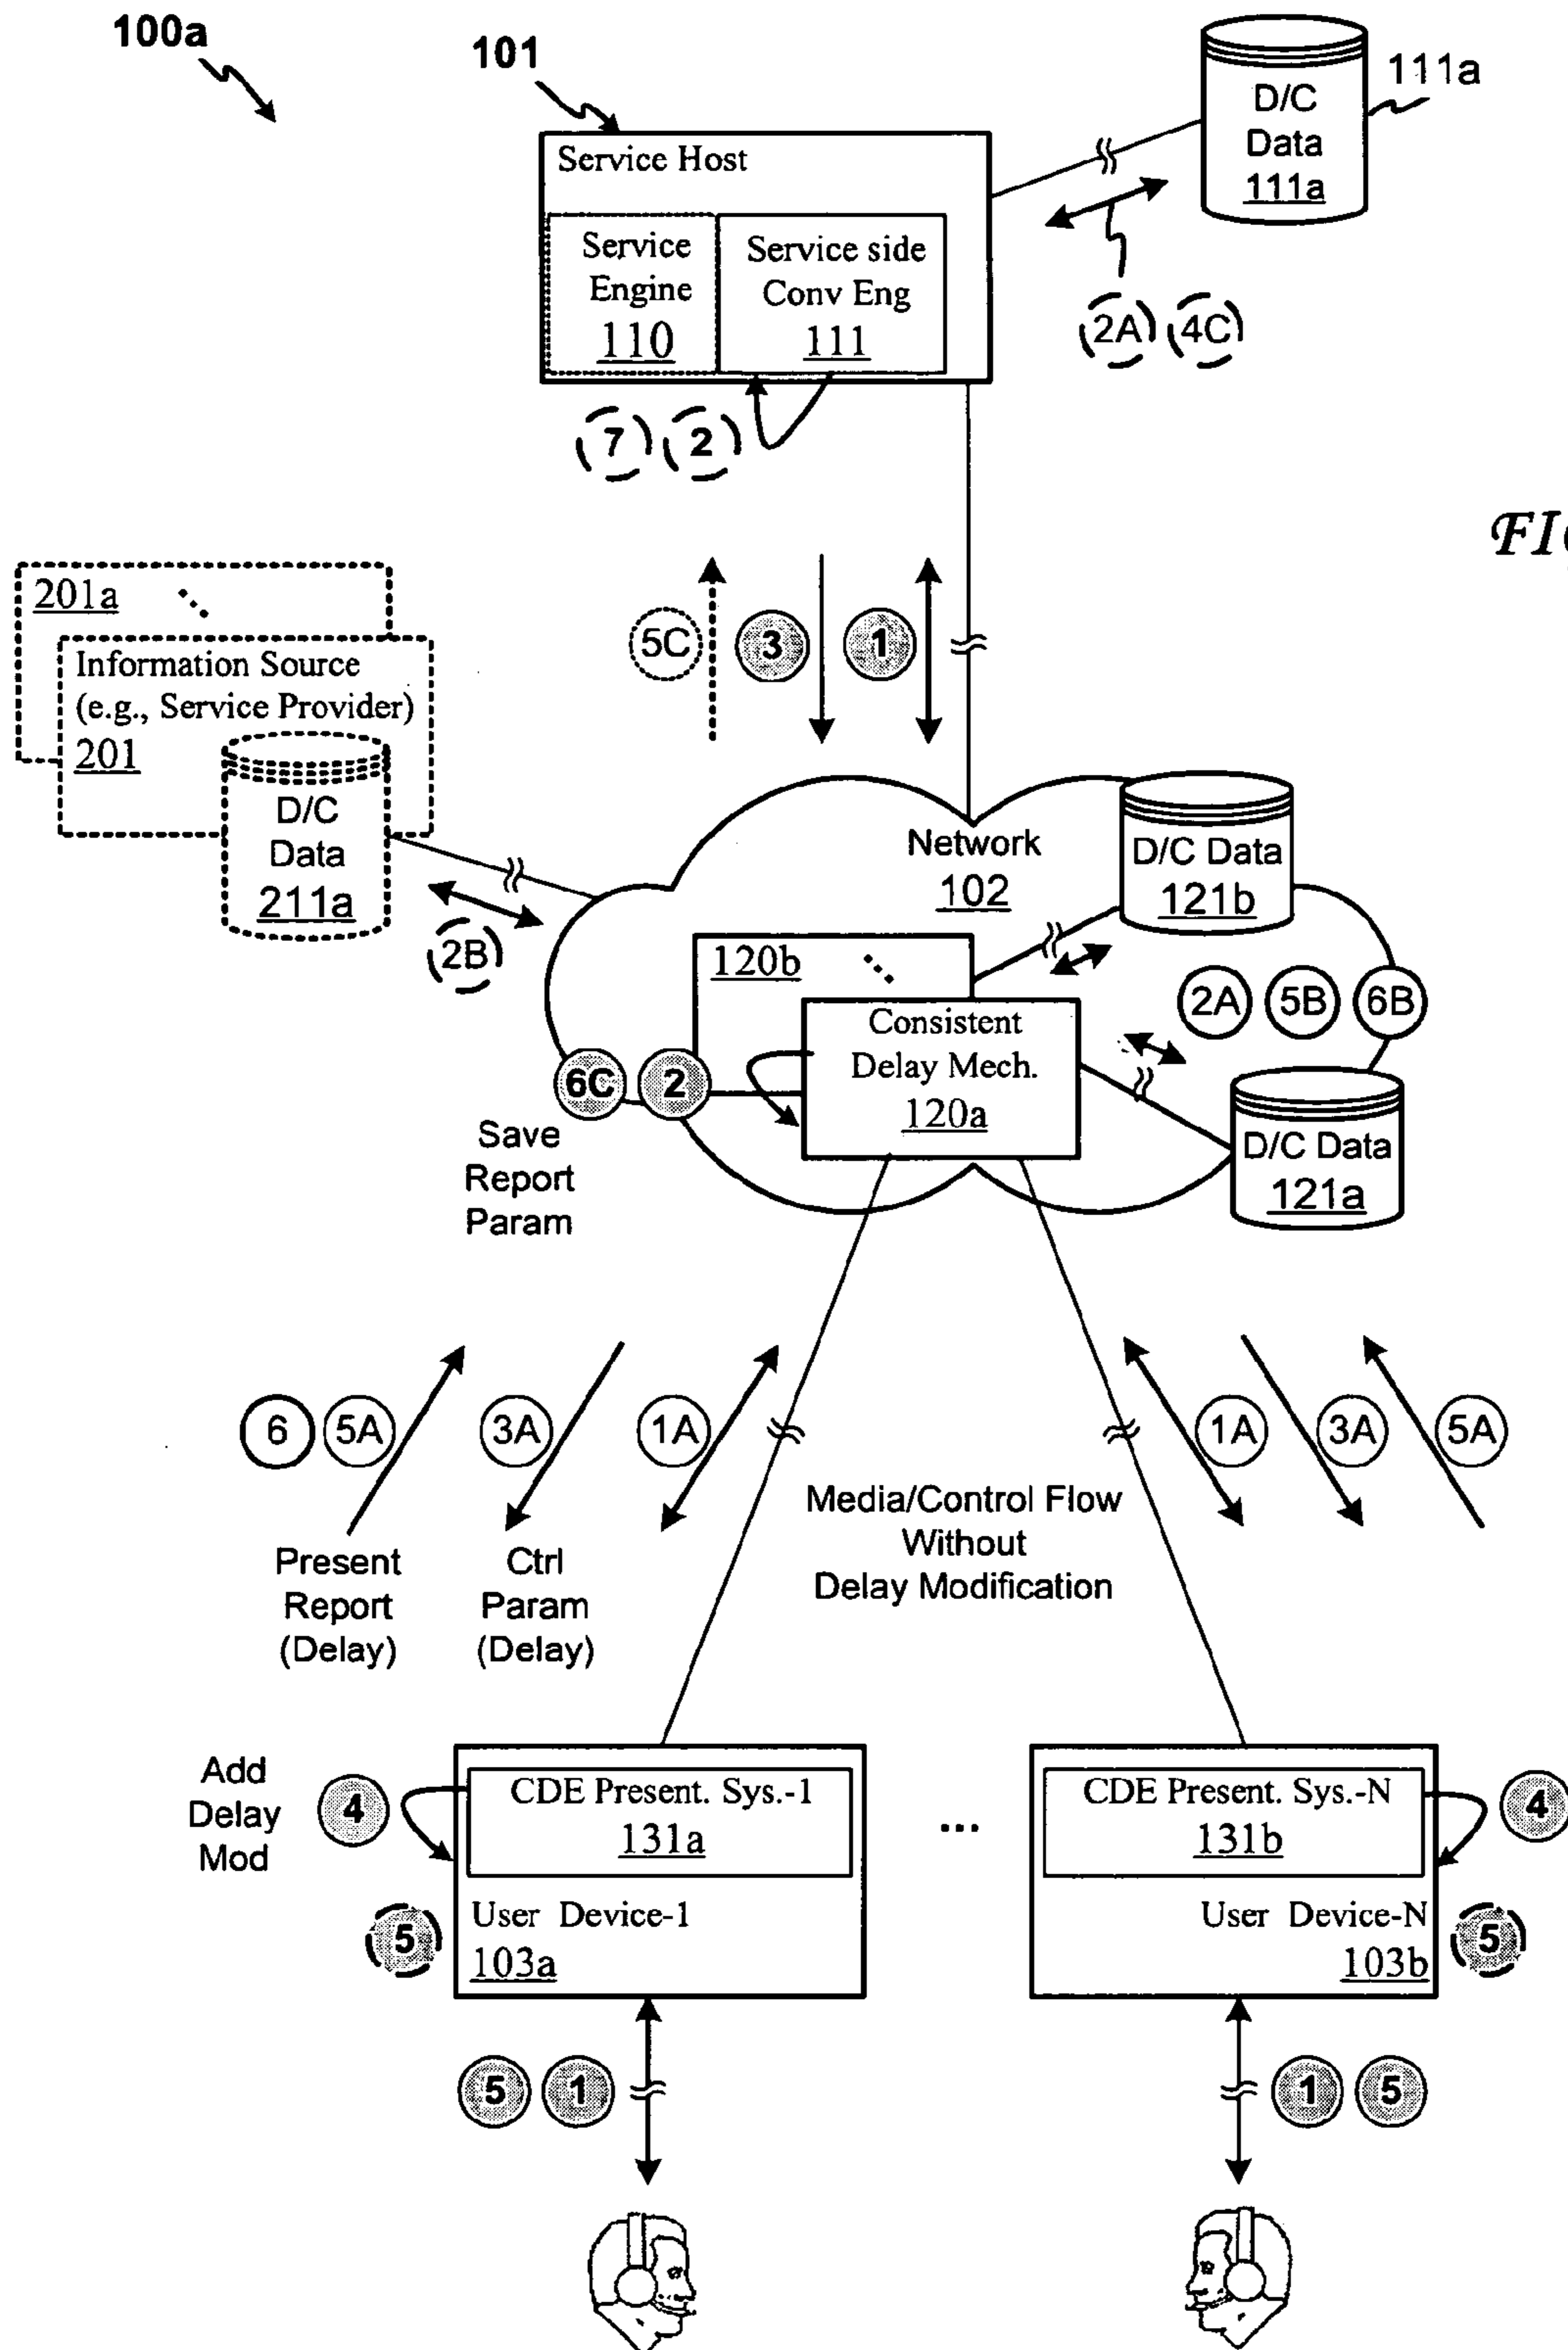 100a
101
111a
D/C
Data
111a
Service Host
Service
Engine
110
Service side
Conv Eng
111
2A 4C
7 2
FIG
201a
Information Source
(e.g., Service Provider)
201
D/C
Data
211a
2B
5C 3 1
Network
102
D/C Data
121b
120b
Consistent
Delay Mech.
120a
2A 5B 6B
6C 2
Save
Report
Param
D/C Data
121a
6 5A 3A 1A
1A 3A 5A
Present
Report
(Delay)
Ctrl
Param
(Delay)
Media/Control Flow
Without
Delay Modification
Add
Delay
Mod
4
CDE Present. Sys.-1
131a
User Device-1
103a
5
...
CDE Present. Sys.-N
131b
User Device-N
103b
4
5
5 1
1 5